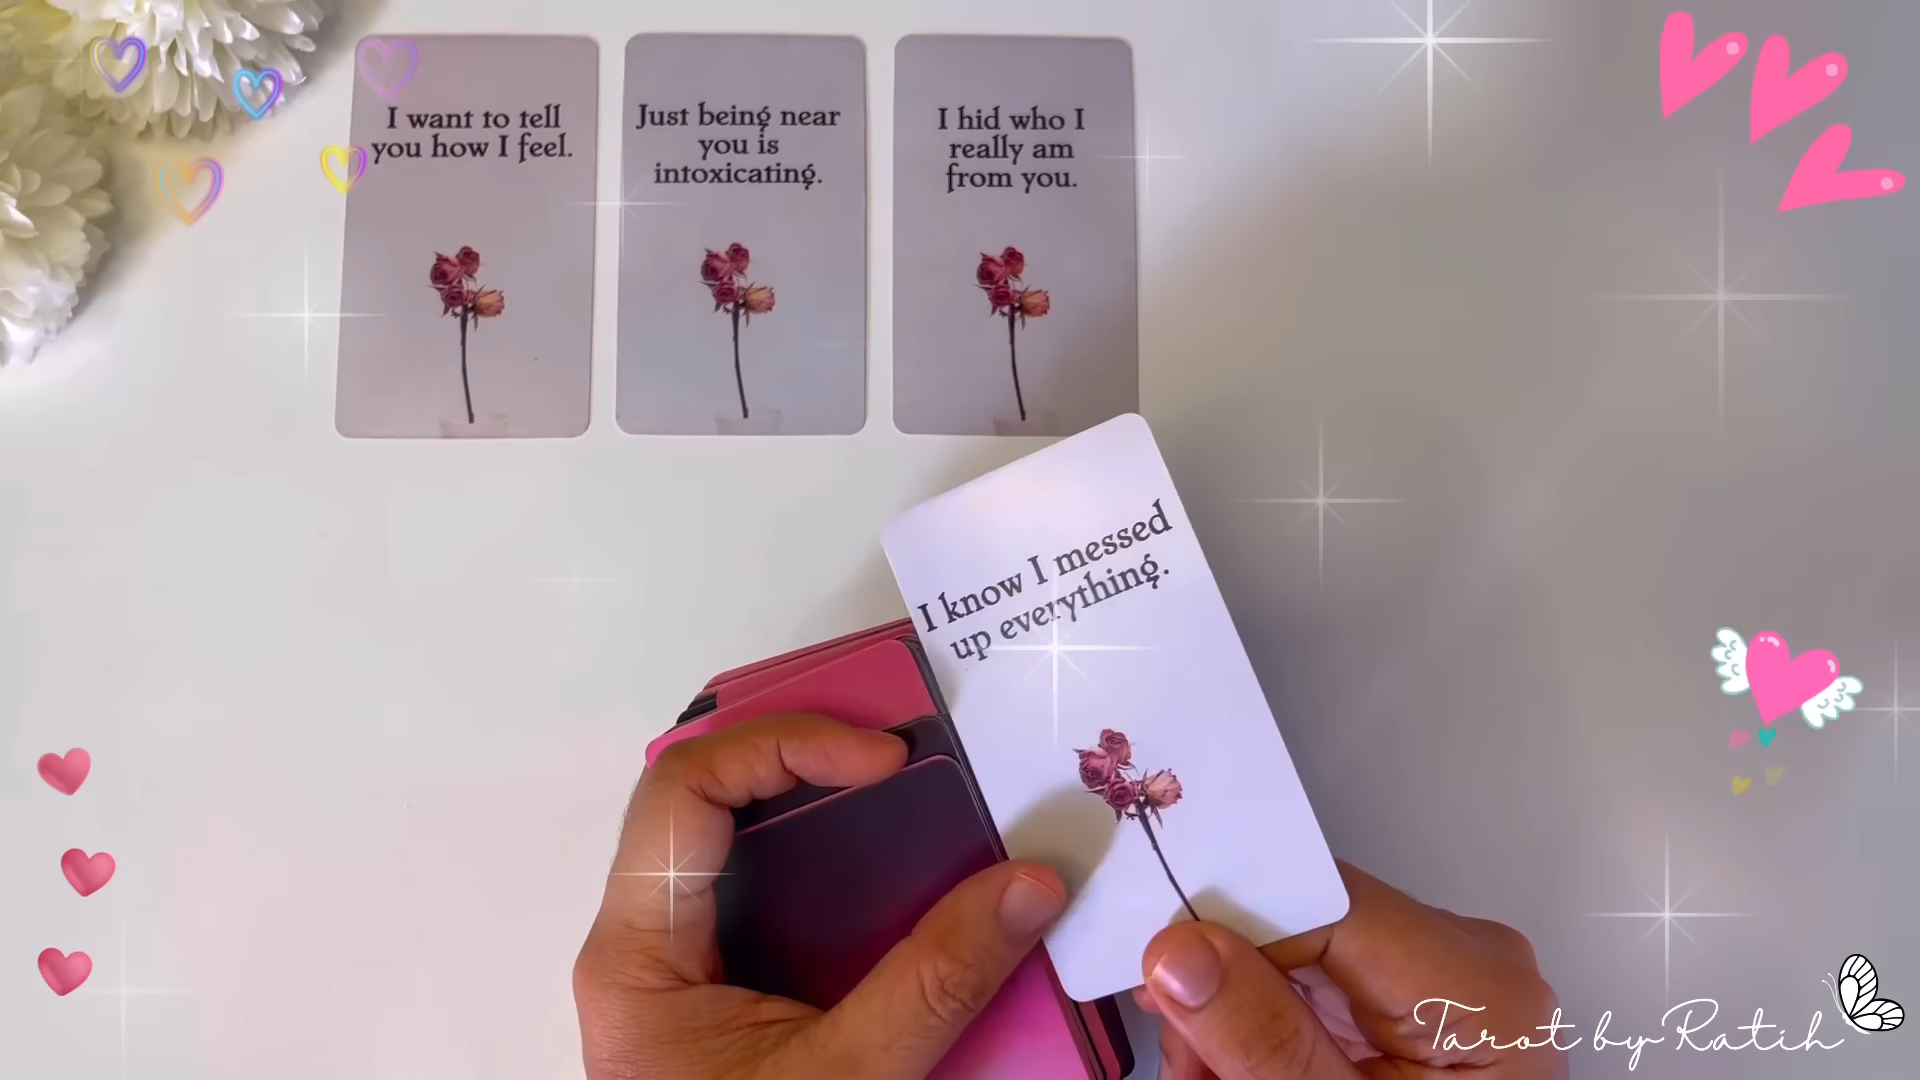 I want to tell
you how I feel.
Just being near
you is
intoxicating.
I hid who I
really am
from you.
I know I messed
up everything.
Tarot by Ratih